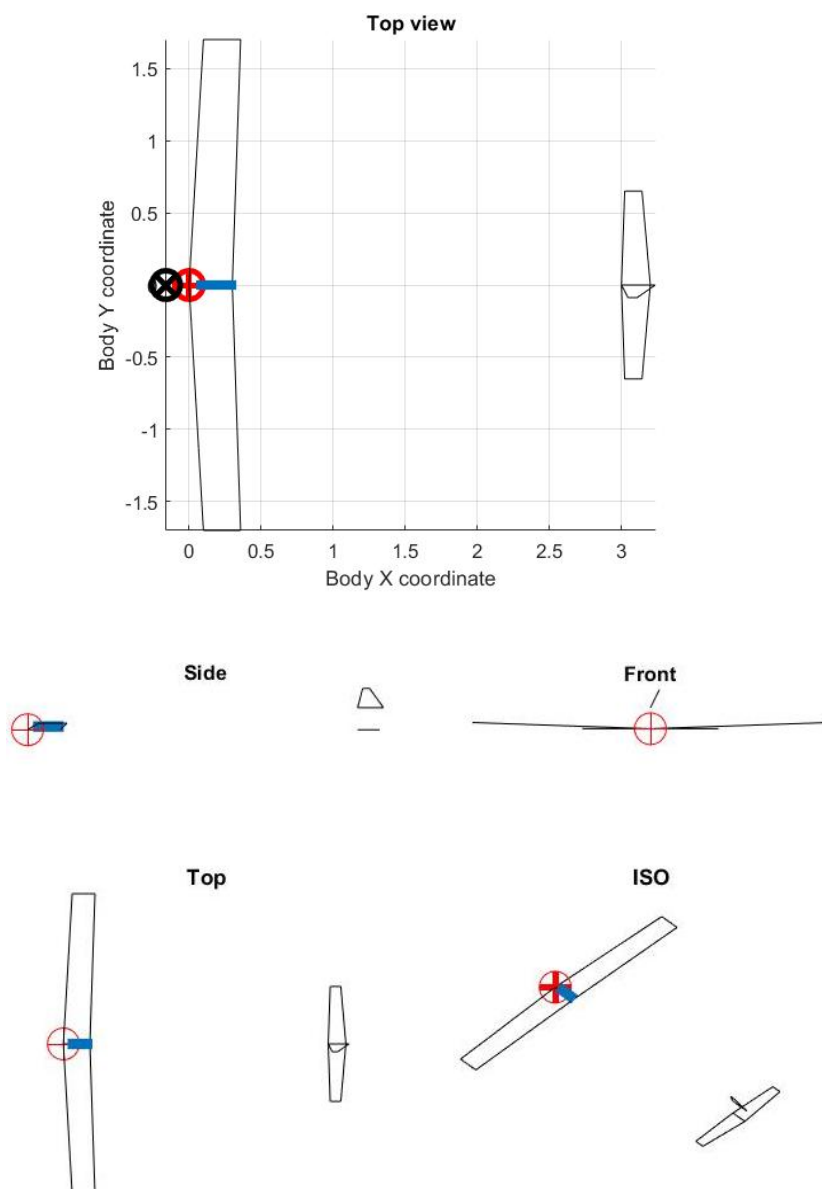 Top view
1.5
1
0.5
0
-0.5
-1
-1.5
Body Y coordinate
0 0.5 1 1.5 2 2.5 3
Body X coordinate
Side
Front
Top
ISO